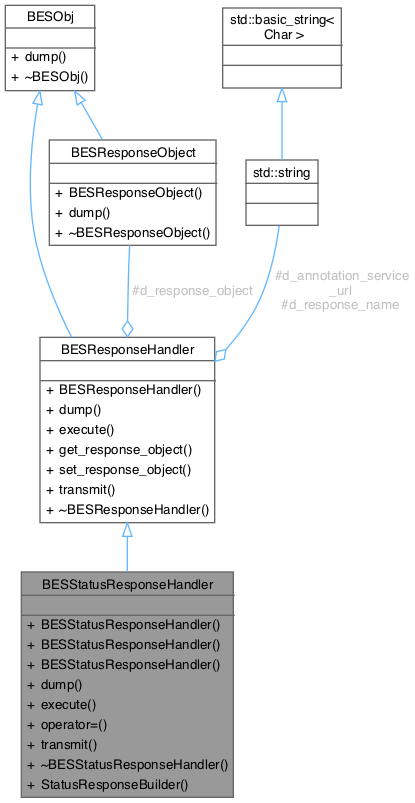 BESObj
+ dump()
+ ~BESObj()
std::basic_string<
Char >
BESResponseObject
+ BESResponseObject()
+ dump()
+ ~BESResponseObject()
std::string
#d_response_object
#d_annotation_service
_url
#d_response_name
BESResponseHandler
+ BESResponseHandler()
+ dump()
+ execute()
+ get_response_object()
+ set_response_object()
+ transmit()
+ ~BESResponseHandler()
BESStatusResponseHandler
+ BESStatusResponseHandler()
+ BESStatusResponseHandler()
+ BESStatusResponseHandler()
+ dump()
+ execute()
+ operator=()
+ transmit()
+ ~BESStatusResponseHandler()
+ StatusResponseBuilder()